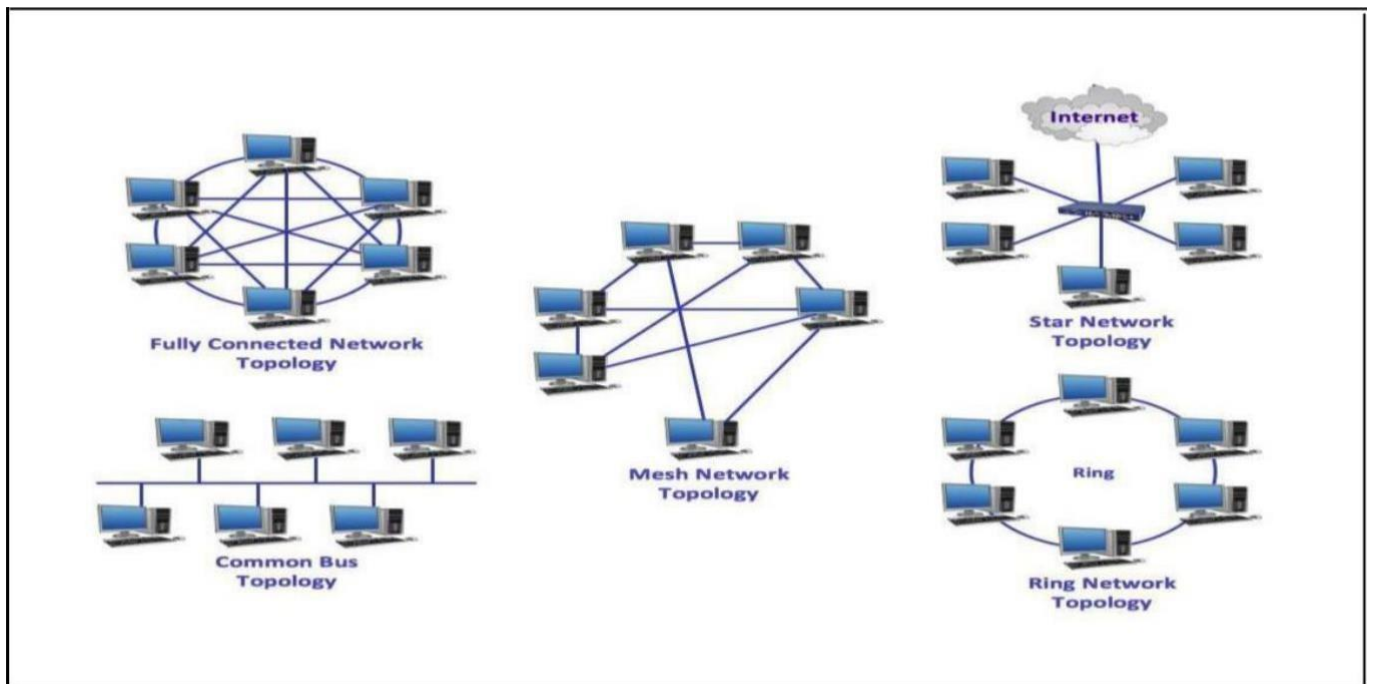 Internet
Fully Connected Network
Topology
Star Network
Topology
Mesh Network
Topology
Ring
Common Bus
Topology
Ring Network
Topology